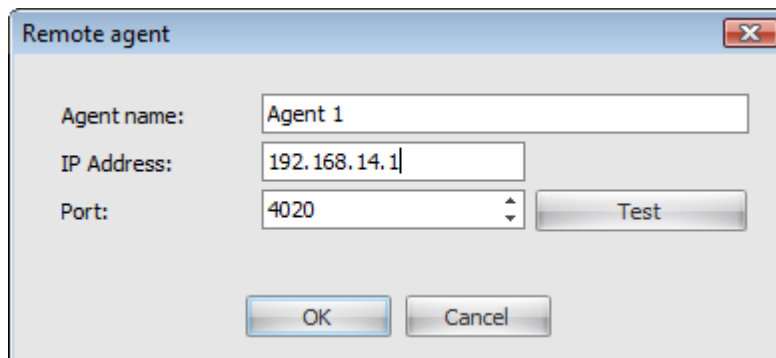 Remote agent
Agent name: Agent 1
IP Address: 192.168.14.1
Port: 4020 Test
OK Cancel